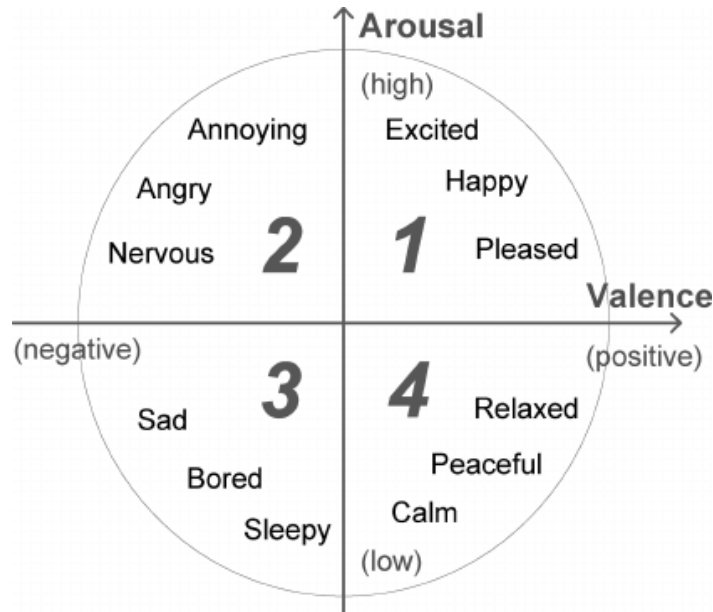 Arousal
(high)
Annoying
Excited
Angry
Happy
Nervous
2
1
Pleased
Valence
(negative)
(positive)
3
4
Sad
Relaxed
Bored
Peaceful
Sleepy
Calm
(low)